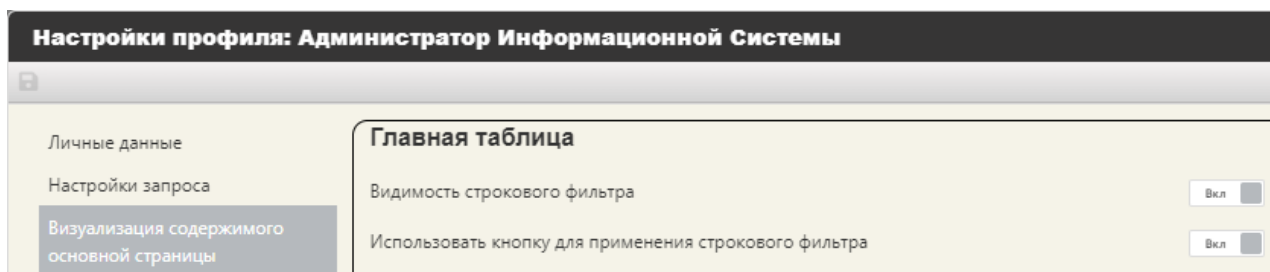 Настройки профиля: Администратор Информационной Системы
Личные данные
Настройки запроса
Визуализация содержимого
основной страницы
Главная таблица
Видимость строкового фильтра
Вкл
Использовать кнопку для применения строкового фильтра
Вкл